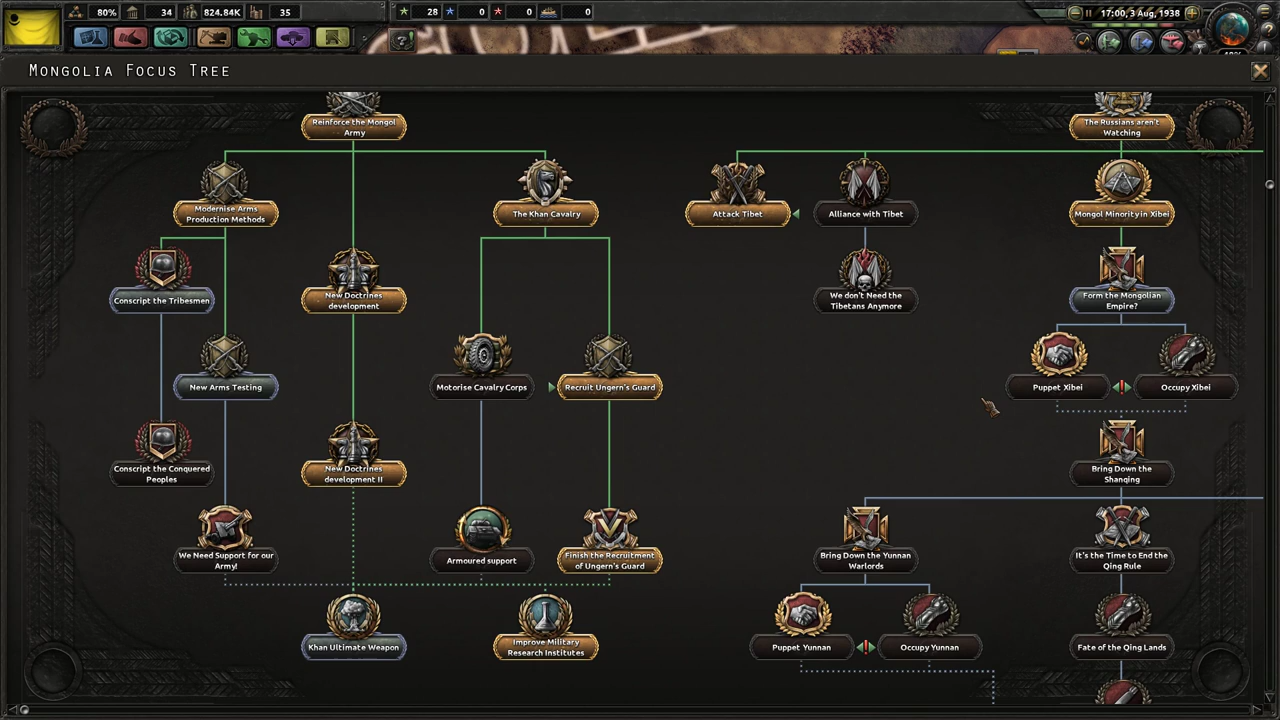 80%
34
824.84K
35
28
0
0
0
17:00, 3 Aug, 1938
Mongolia Focus Tree
Reinforce the Mongol
Army
The Russians aren't
Watching
Modernise Arms
Production Methods
The Khan Cavalry
Attack Tibet
Alliance with Tibet
Mongol Minority in Xibei
Conscript the Tribesmen
New Doctrines
development
We don't Need the
Tibetans Anymore
Form the Mongolian
Empire?
New Arms Testing
Motorise Cavalry Corps
Recruit Ungern's Guard
Puppet Xibei
Occupy Xibei
Conscript the Conquered
Peoples
New Doctrines
development II
Bring Down the
Shanqing
We Need Support for our
Army!
Armoured support
Finish the Recruitment
of Ungern's Guard
Bring Down the Yunnan
Warlords
It's the Time to End the
Qing Rule
Khan Ultimate Weapon
Improve Military
Research Institutes
Puppet Yunnan
Occupy Yunnan
Fate of the Qing Lands